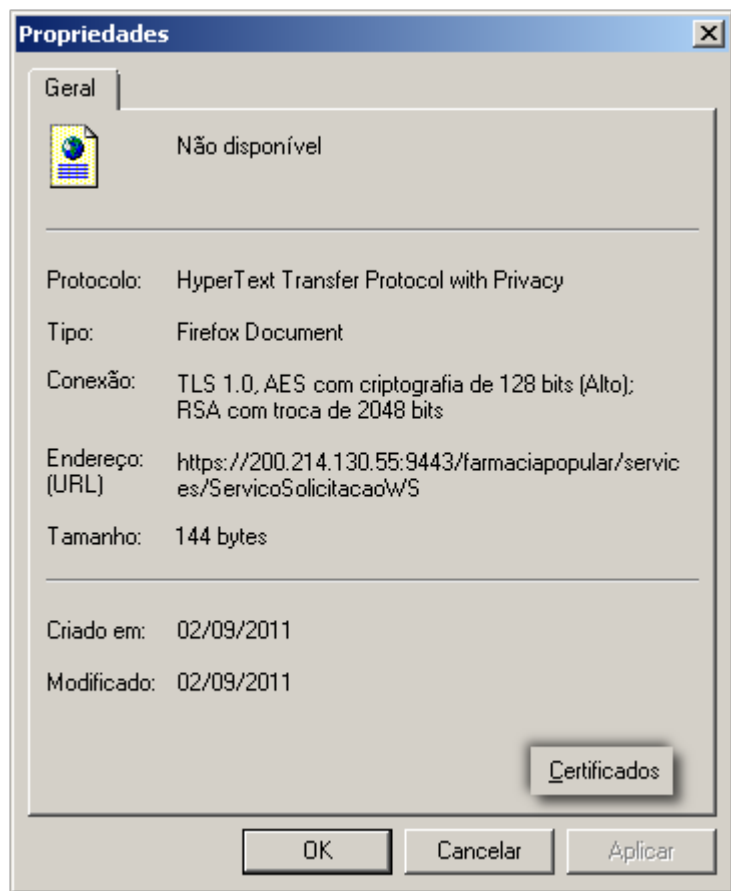 Propriedades
Geral
Não disponível
Protocolo: HyperText Transfer Protocol with Privacy
Tipo: Firefox Document
Conexão: TLS 1.0, AES com criptografia de 128 bits (Alto);
RSA com troca de 2048 bits
Endereço: https://200.214.130.55:9443/farmaciapopular/servic
(URL) es/ServicoSolicitacaoWS
Tamanho: 144 bytes
Criado em: 02/09/2011
Modificado: 02/09/2011
Certificados
OK Cancelar Aplicar